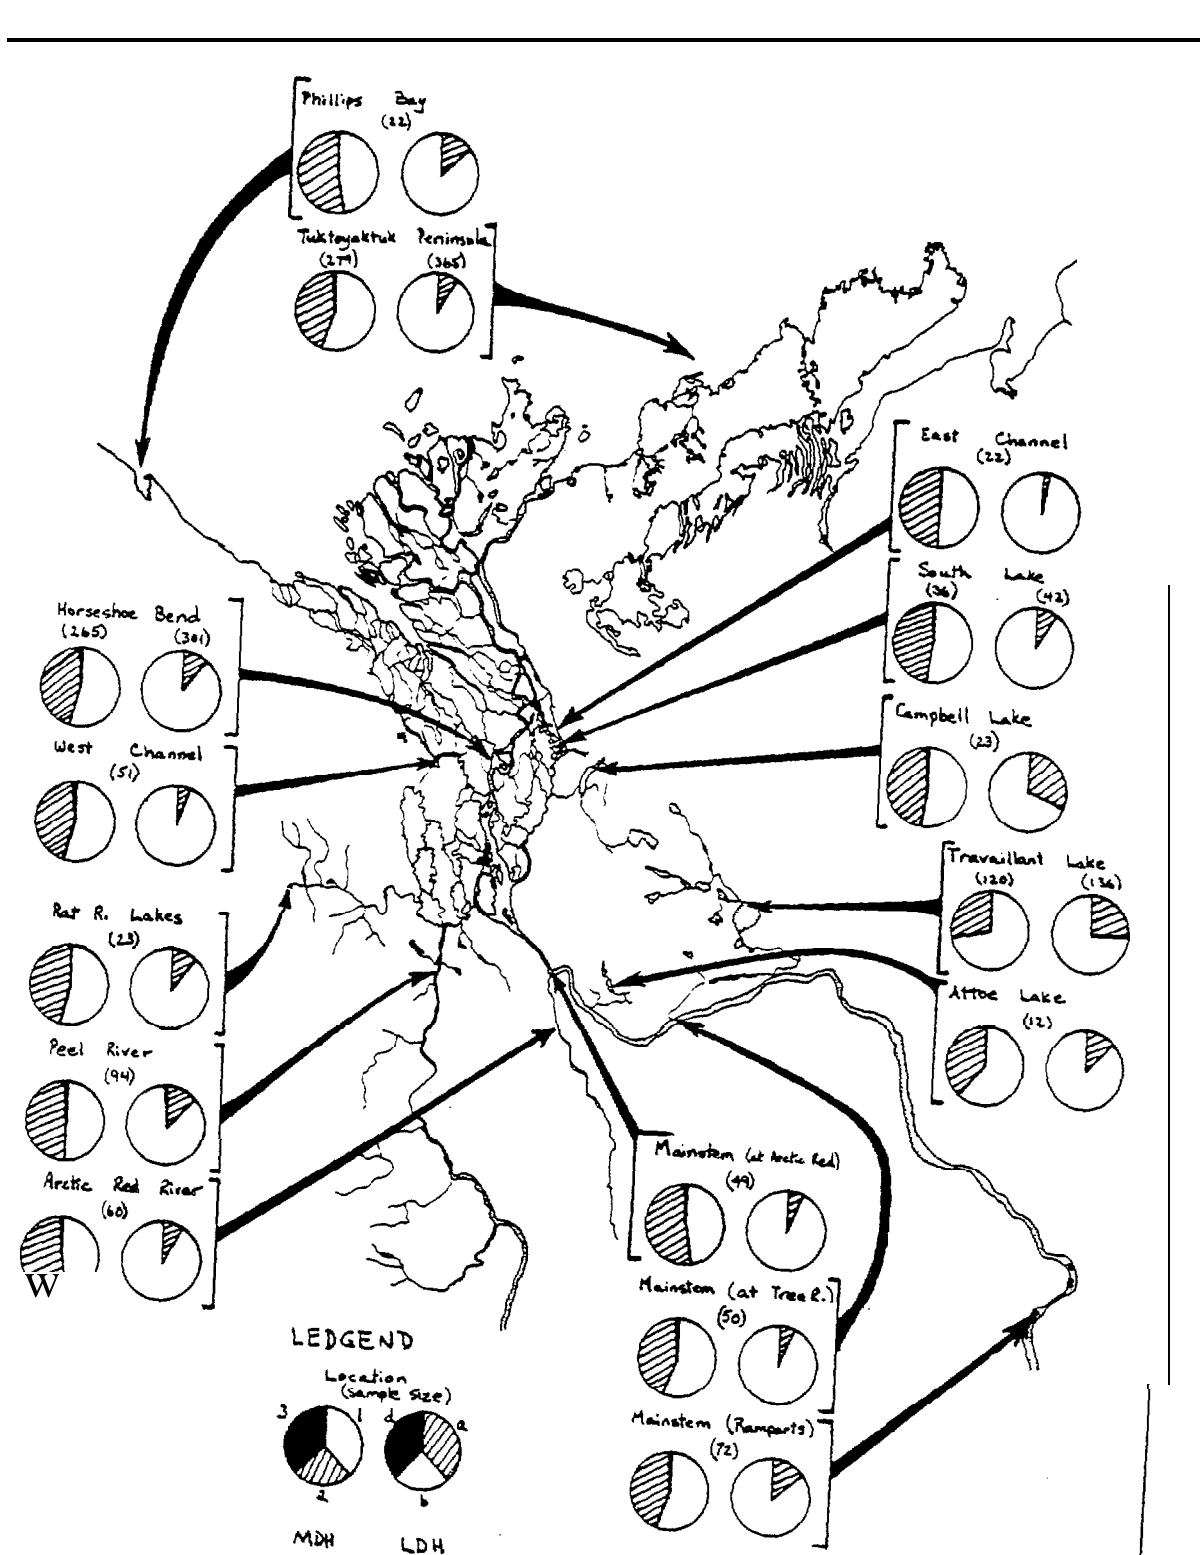 Phillips Bay
(22)
Tuktoyaktuk Peninsula
(279) (365)
East Channel
(22)
South Lake
(36) (42)
Horseshoe Bend
(265) (301)
Campbell Lake
(23)
West Channel
(51)
Travaillant Lake
(120) (136)
Rat R. Lakes
(23)
Attoe Lake
(12)
Peel River
(94)
Mainstem (at Arctic Red)
(49)
Arctic Red River
(60)
W
Mainstem (at Tree R.)
(50)
LEDGEND
Location
(sample size)
3 1 d a
2 b
MDH LDH
Mainstem (Ramparts)
(72)